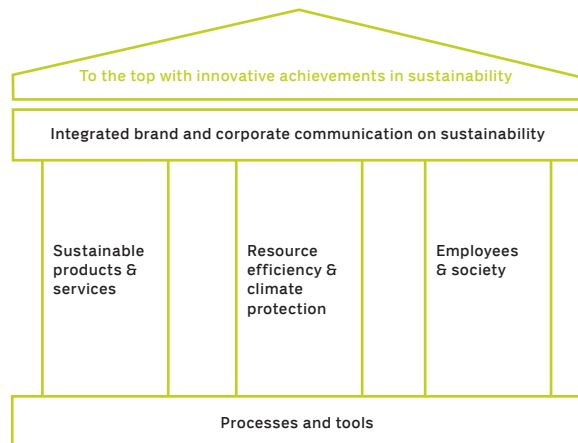 To the top with innovative achievements in sustainability
Integrated brand and corporate communication on sustainability
Sustainable
products &
services
Resource
efficiency &
climate
protection
Employees
& society
Processes and tools